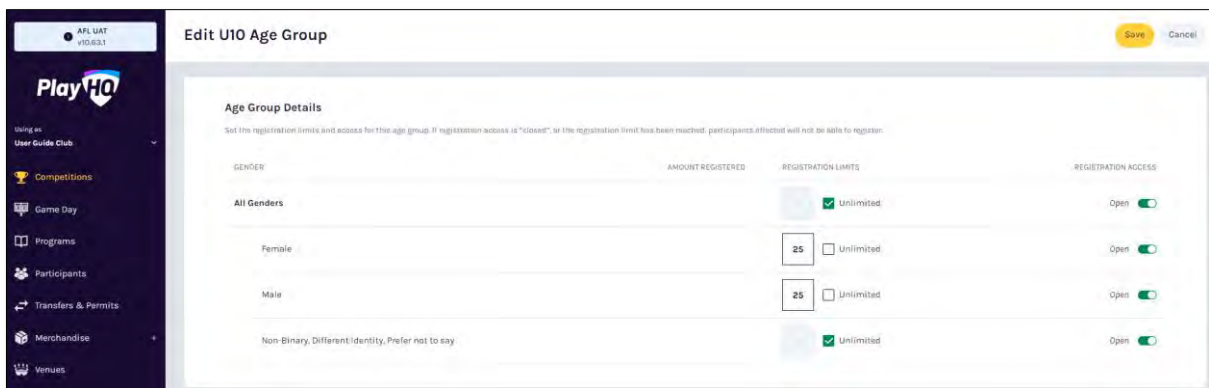 AFL UAT
v10.63.1
Edit U10 Age Group
Save
Cancel
PlayHQ
Using as
User Guide Club
Competitions
Game Day
Programs
Participants
Transfers & Permits
Merchandise +
Venues
Age Group Details
Set the registration limits and access for this age group. If registration access is "closed", or the registration limit has been reached, participants affected will not be able to register.
GENDER AMOUNT REGISTERED REGISTRATION LIMITS REGISTRATION ACCESS
All Genders Unlimited Open
Female 25 Unlimited Open
Male 25 Unlimited Open
Non-Binary, Different Identity, Prefer not to say Unlimited Open